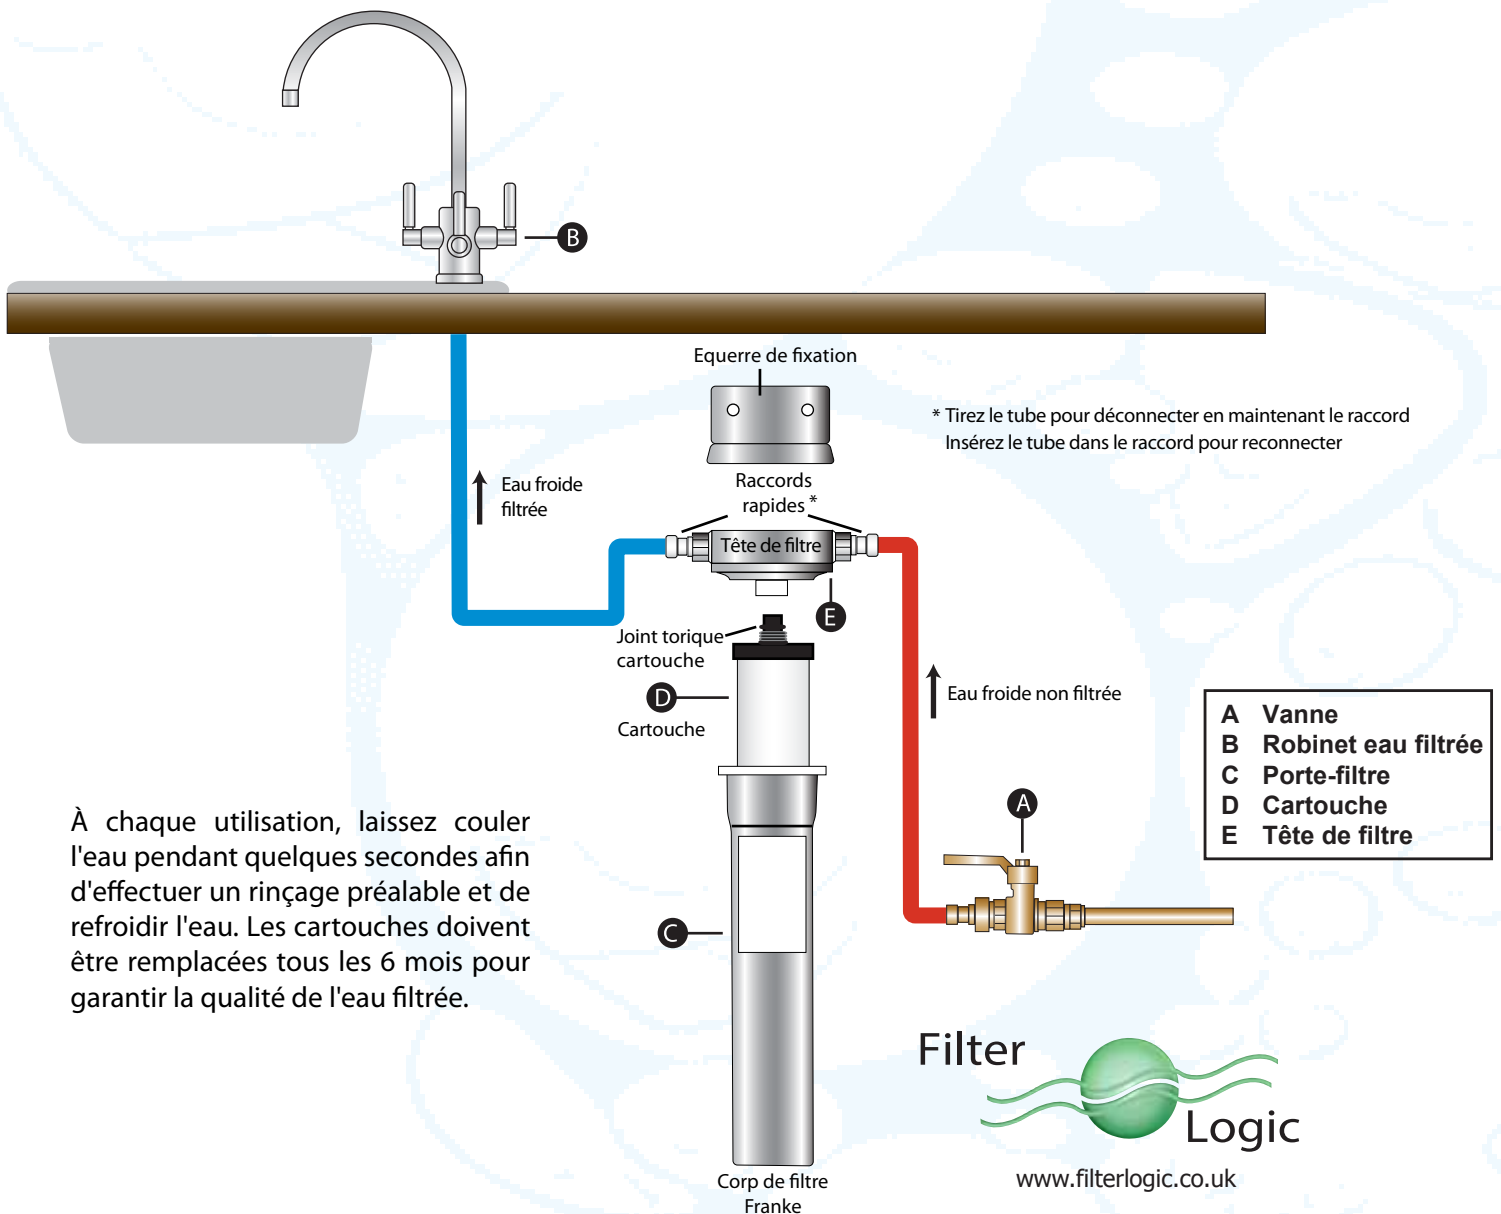 B
Equerre de fixation
* Tirez le tube pour déconnecter en maintenant le raccord
Insérez le tube dans le raccord pour reconnecter
Eau froide
filtrée
Raccords
rapides *
Tête de filtre
E
Joint torique
cartouche
D
Cartouche
Eau froide non filtrée
A Vanne
B Robinet eau filtrée
C Porte-filtre
D Cartouche
E Tête de filtre
A
À chaque utilisation, laissez couler
l'eau pendant quelques secondes afin
d'effectuer un rinçage préalable et de
refroidir l'eau. Les cartouches doivent
être remplacées tous les 6 mois pour
garantir la qualité de l'eau filtrée.
C
Corp de filtre
Franke
Filter
Logic
www.filterlogic.co.uk